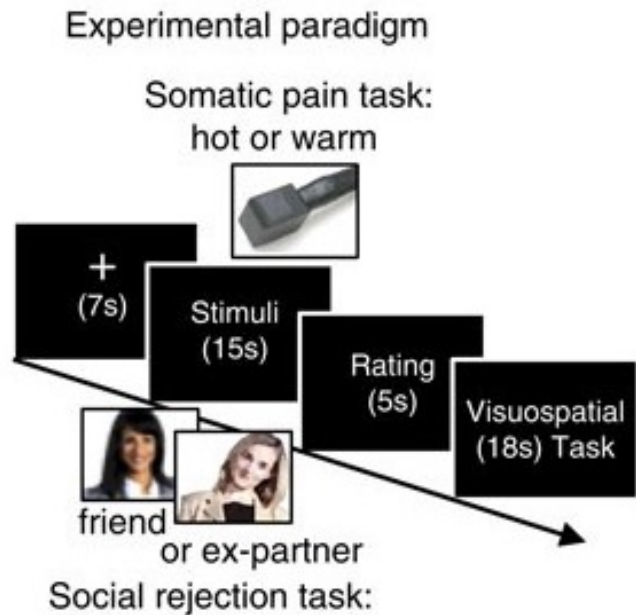 Experimental paradigm
Somatic pain task:
hot or warm
+
(7s)
Stimuli
(15s)
Rating
(5s)
Visuospatial
(18s) Task
friend
or ex-partner
Social rejection task: